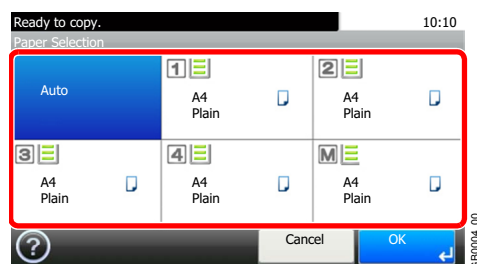 Ready to copy. 10:10
Paper Selection
Auto
1
A4
Plain
2
A4
Plain
3
A4
Plain
4
A4
Plain
M
A4
Plain
?
Cancel
OK